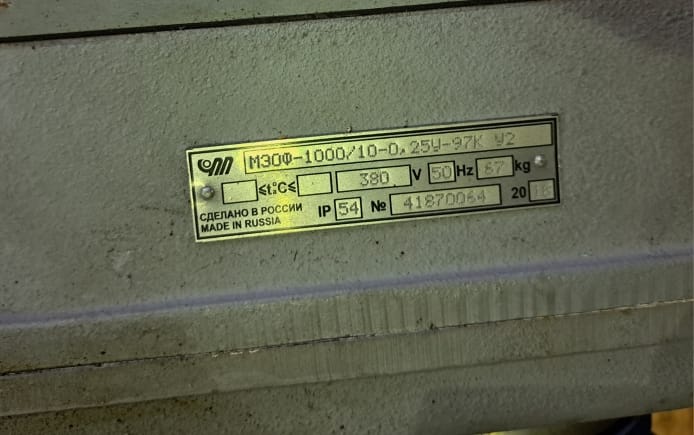 МЭОФ-1000/10-0,25У-97К У2
≤t°C≤ 380 V 50 Hz 67 kg
СДЕЛАНО В РОССИИ
MADE IN RUSSIA
IP 54 № 41870064 20